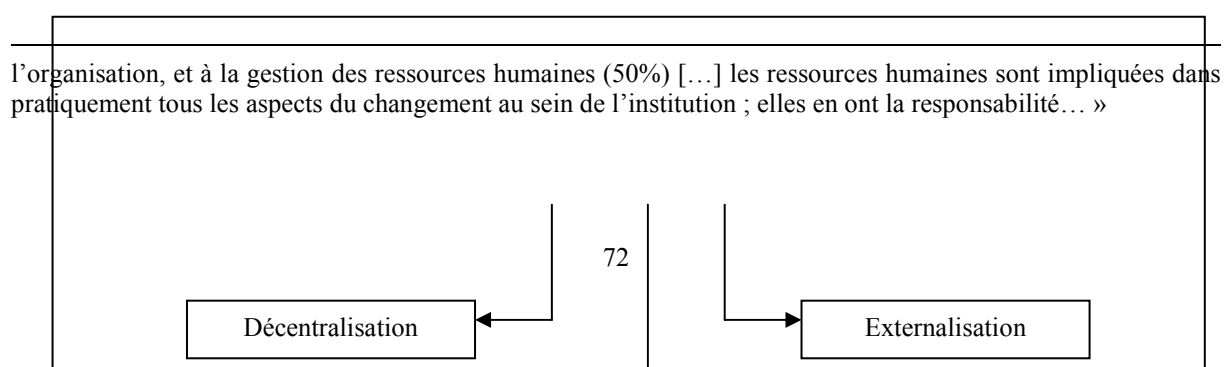 l’organisation, et à la gestion des ressources humaines (50%) […] les ressources humaines sont impliquées dans
pratiquement tous les aspects du changement au sein de l’institution ; elles en ont la responsabilité… »
72
Décentralisation
Externalisation